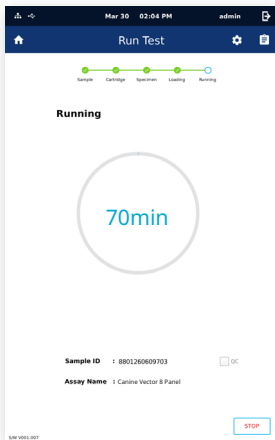 Mar 30 02:04 PM admin
Run Test
Sample Cartridge Specimen Loading Running
Running
70min
Sample ID : 8801260609703 QC
Assay Name : Canine Vector 8 Panel
STOP
S/W V001.007